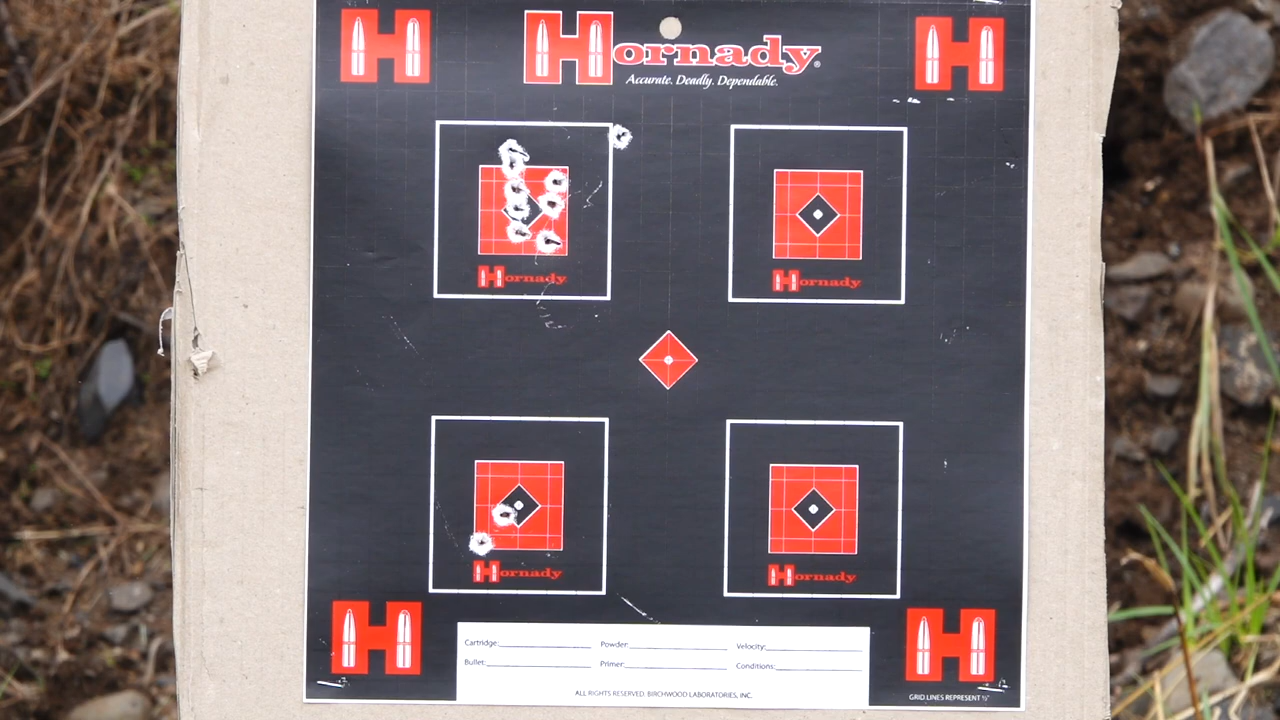 Hornady®
Accurate. Deadly. Dependable.
Hornady
Hornady
Hornady
Hornady
Cartridge: Powder: Velocity:
Bullet: Primer: Conditions:
ALL RIGHTS RESERVED. BIRCHWOOD LABORATORIES, INC.
GRID LINES REPRESENT ½"